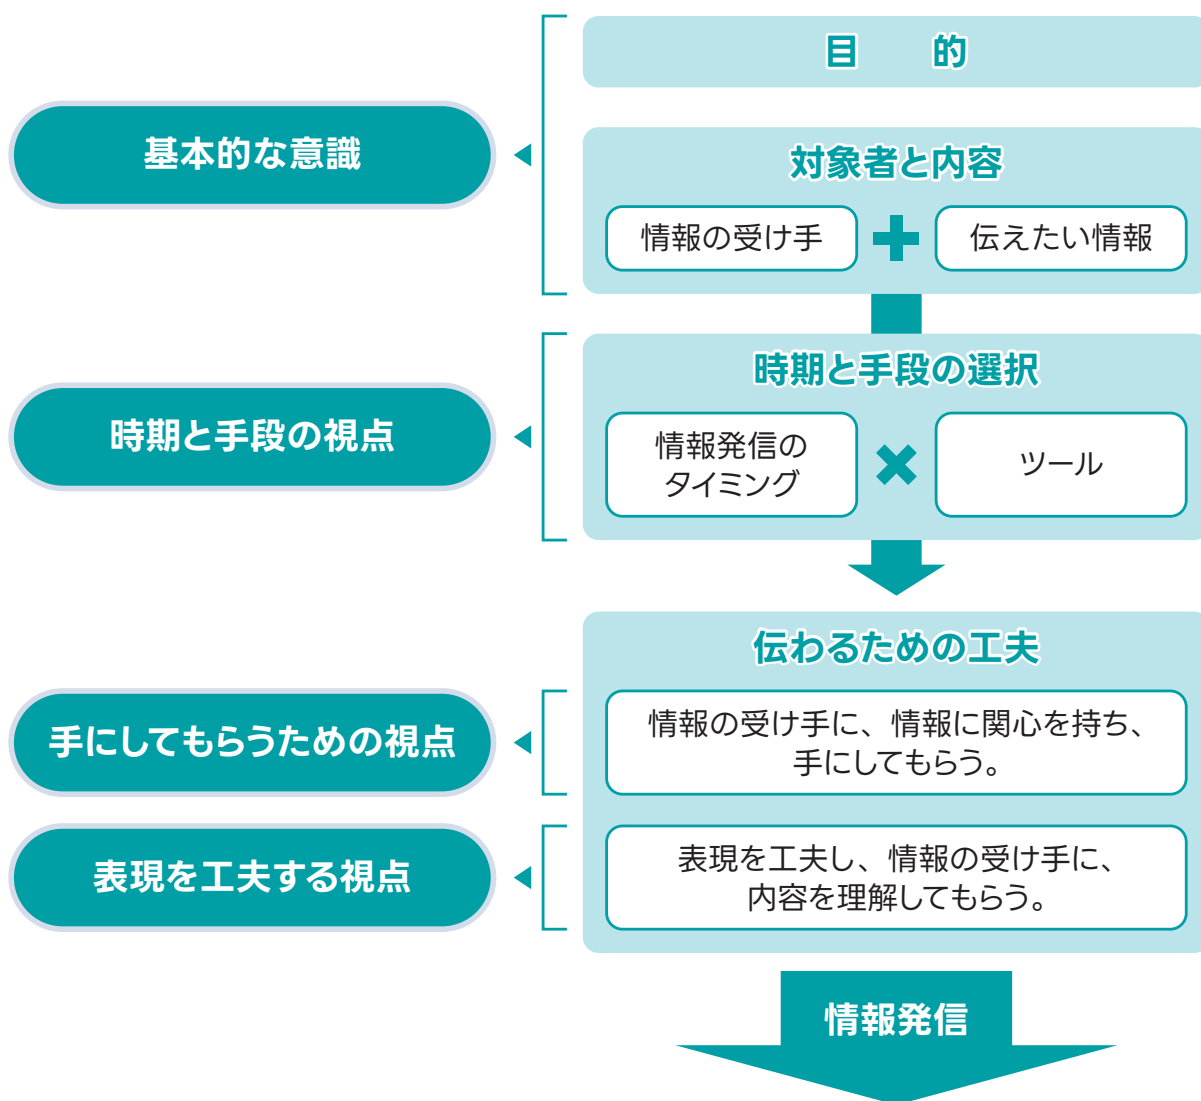 目 的
基本的な意識
対象者と内容
情報の受け手
伝えたい情報
時期と手段の選択
時期と手段の視点
情報発信の
タイミング
ツール
伝わるための工夫
手にしてもらうための視点
情報の受け手に、情報に関心を持ち、
手にしてもらう。
表現を工夫する視点
表現を工夫し、情報の受け手に、
内容を理解してもらう。
情報発信